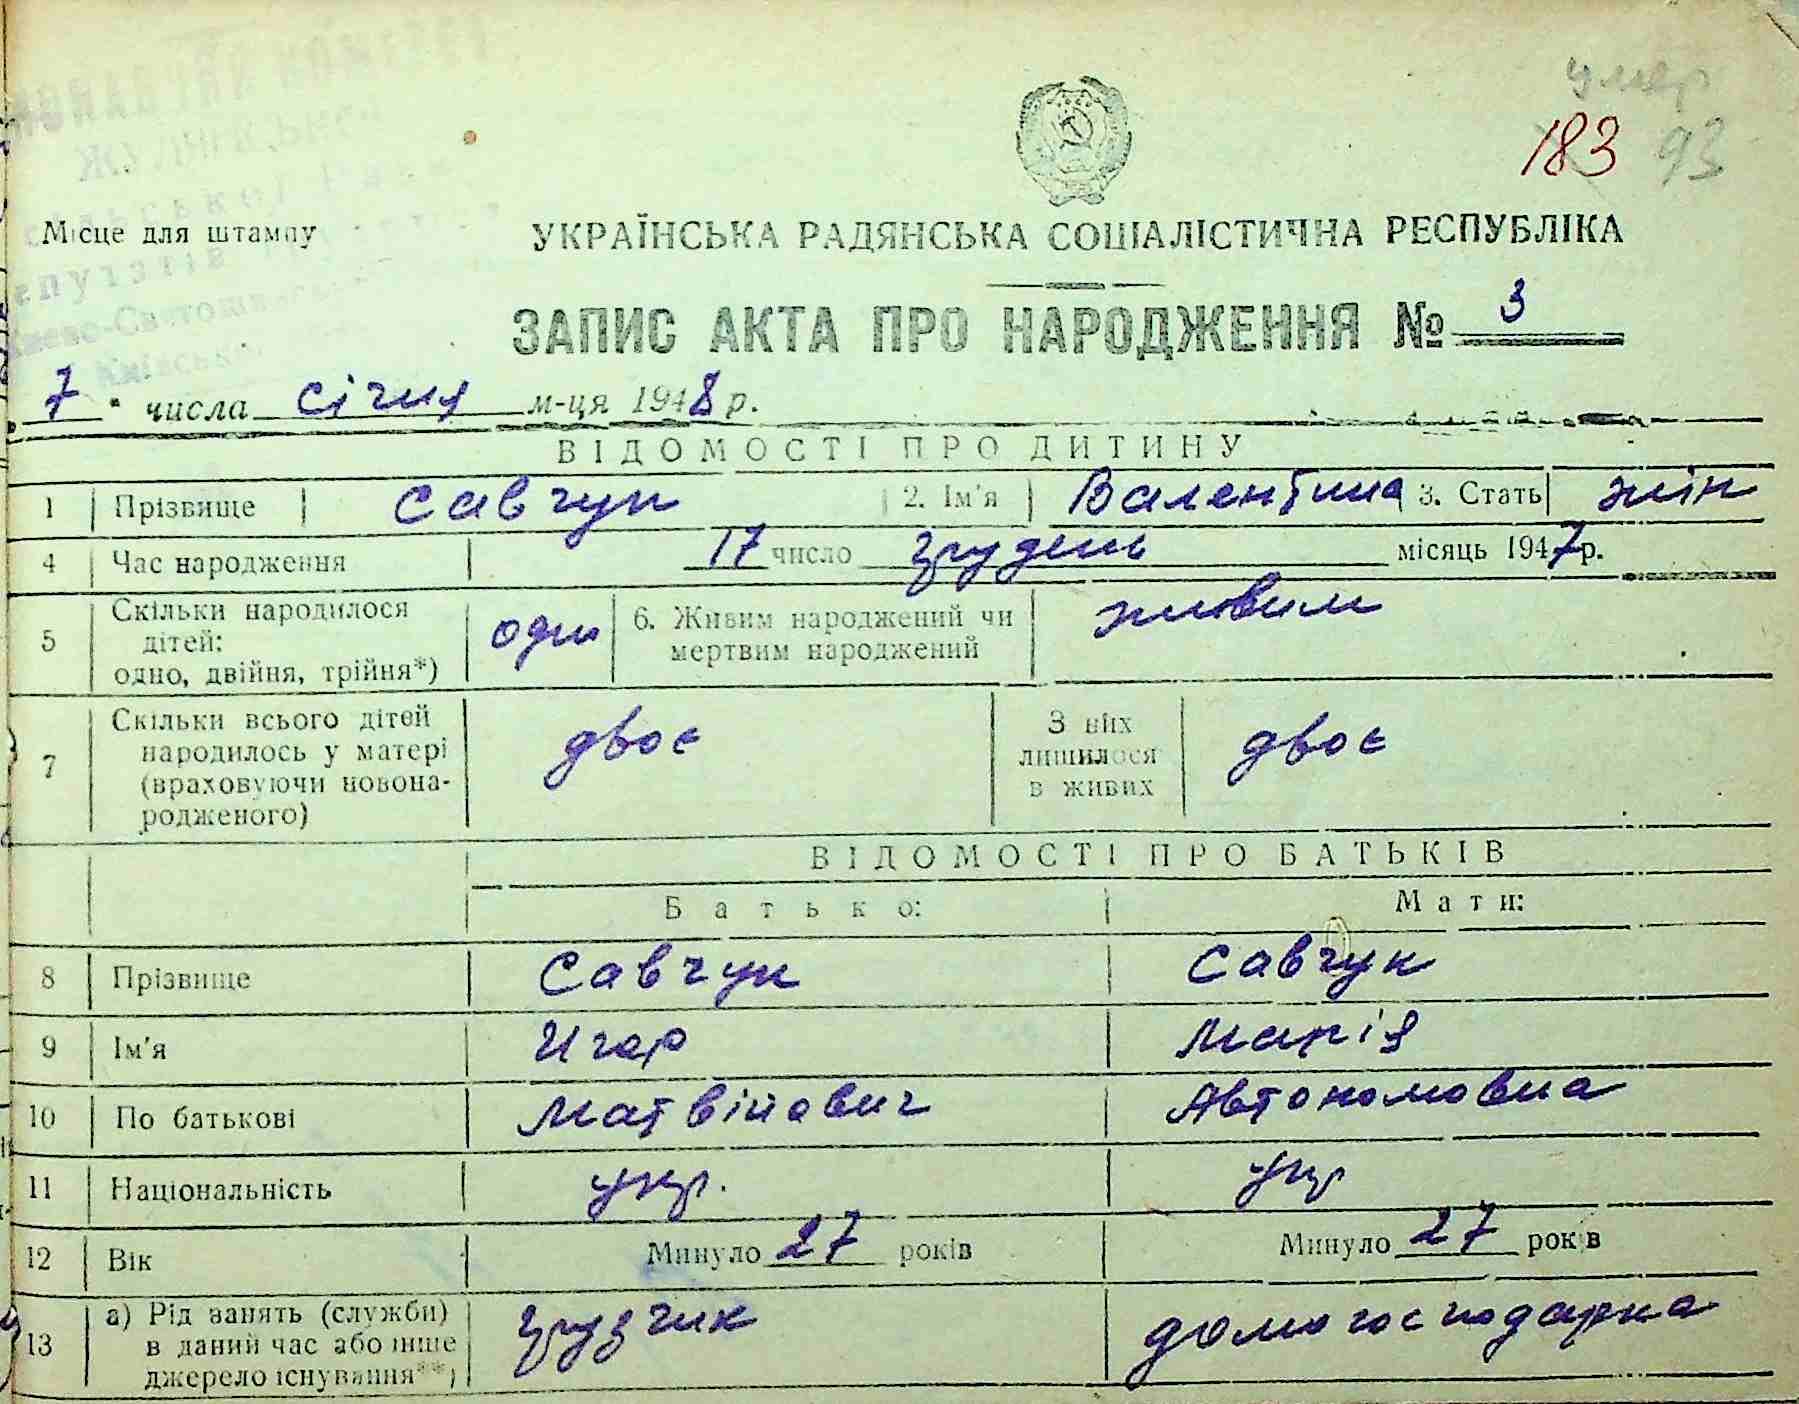 умер
183 93
Місце для штампу
УКРАЇНСЬКА РАДЯНСЬКА СОЦІАЛІСТИЧНА РЕСПУБЛІКА
ЗАПИС АКТА ПРО НАРОДЖЕННЯ № 3
7 " числа січня м-ця 1948 р.
ВІДОМОСТІ ПРО ДИТИНУ
1 Прізвище Савчук 2. Ім'я Валентина 3. Стать жін
4 Час народження 17 число грудень місяць 1947 р.
5 Скільки народилося дітей: одно, двійня, трійня*) одно 6. Живим народжений чи мертвим народжений живим
7 Скільки всього дітей народилось у матері (враховуючи новонародженого) двоє З них лишилося в живих двоє
ВІДОМОСТІ ПРО БАТЬКІВ
Батько: Мати:
8 Прізвище Савчук Савчук
9 Ім'я Игор Марія
10 По батькові Матвійович Автономовна
11 Національність укр. укр
12 Вік Минуло 27 років Минуло 27 років
13 а) Рід занять (служби) в даний час або інше джерело існування**) грузчик домогосподарка